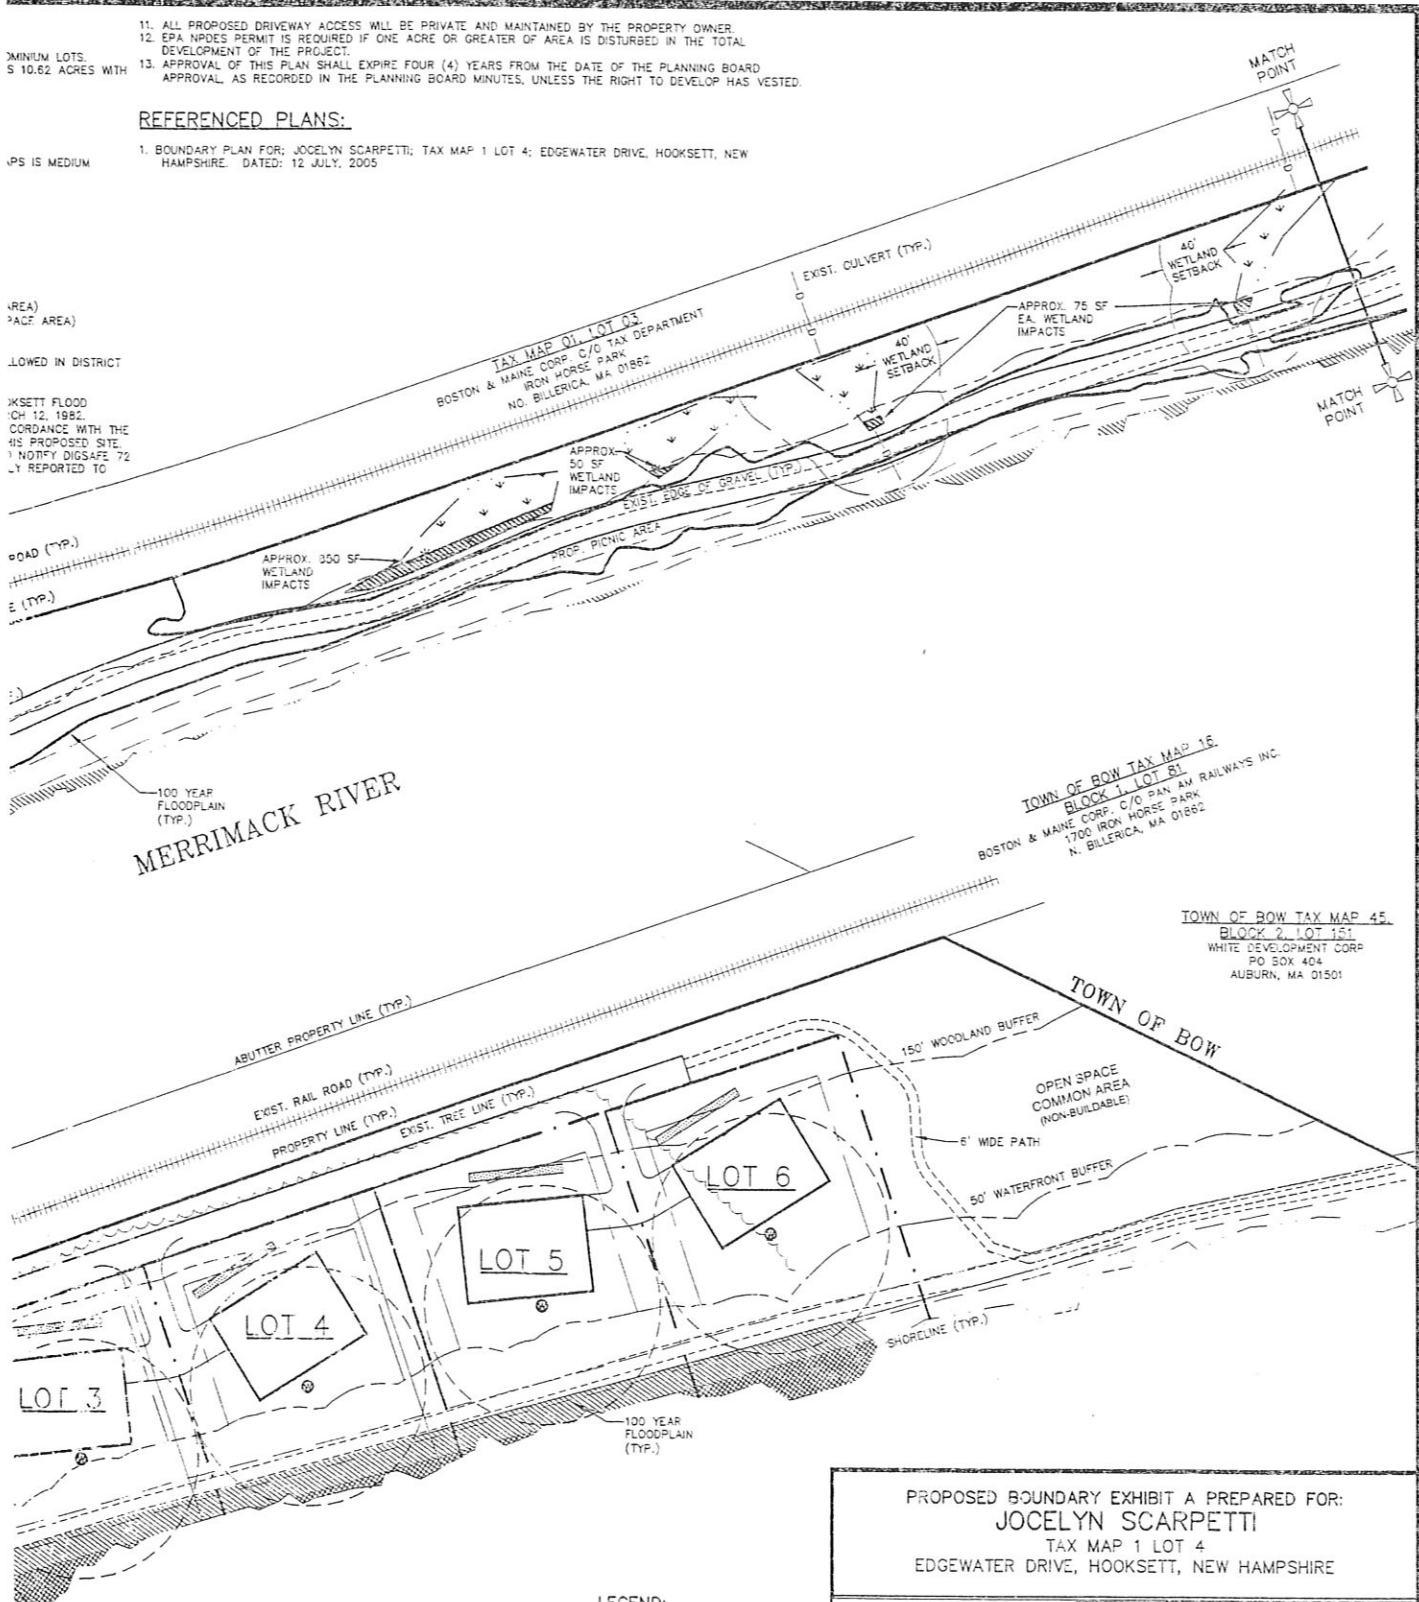 11. ALL PROPOSED DRIVEWAY ACCESS WILL BE PRIVATE AND MAINTAINED BY THE PROPERTY OWNER.
12. EPA NPDES PERMIT IS REQUIRED IF ONE ACRE OR GREATER OF AREA IS DISTURBED IN THE TOTAL
DEVELOPMENT OF THE PROJECT.
13. APPROVAL OF THIS PLAN SHALL EXPIRE FOUR (4) YEARS FROM THE DATE OF THE PLANNING BOARD
APPROVAL, AS RECORDED IN THE PLANNING BOARD MINUTES, UNLESS THE RIGHT TO DEVELOP HAS VESTED.
OMINIUM LOTS.
S 10.62 ACRES WITH
REFERENCED PLANS:
1. BOUNDARY PLAN FOR; JOCELYN SCARPETTI; TAX MAP 1 LOT 4; EDGEWATER DRIVE, HOOKSETT, NEW
HAMPSHIRE. DATED: 12 JULY, 2005
APS IS MEDIUM
AREA)
PACE AREA)
LLOWED IN DISTRICT
OKSETT FLOOD
CH 12, 1982.
CORDANCE WITH THE
HIS PROPOSED SITE.
NOTIFY DIGSAFE 72
LY REPORTED TO
MATCH
POINT
EXIST. CULVERT (TYP.)
40'
WETLAND
SETBACK
APPROX. 75 SF
EA. WETLAND
IMPACTS
TAX MAP 01, LOT 03
BOSTON & MAINE CORP. C/O TAX DEPARTMENT
IRON HORSE PARK
NO. BILLERICA, MA 01862
40'
WETLAND
SETBACK
MATCH
POINT
APPROX.
50 SF
WETLAND
IMPACTS
EXIST. EDGE OF GRAVEL (TYP.)
PROP. PICNIC AREA
OAD (TYP.)
APPROX. 850 SF
WETLAND
IMPACTS
E (TYP.)
100 YEAR
FLOODPLAIN
(TYP.)
MERRIMACK RIVER
TOWN OF BOW TAX MAP 16,
BLOCK 1, LOT 81
BOSTON & MAINE CORP. C/O PAN AM RAILWAYS INC.
1700 IRON HORSE PARK
N. BILLERICA, MA 01862
TOWN OF BOW TAX MAP 45,
BLOCK 2, LOT 151
WHITE DEVELOPMENT CORP
PO BOX 404
AUBURN, MA 01501
TOWN OF BOW
ABUTTER PROPERTY LINE (TYP.)
EXIST. RAIL ROAD (TYP.)
PROPERTY LINE (TYP.)
EXIST. TREE LINE (TYP.)
150' WOODLAND BUFFER
OPEN SPACE
COMMON AREA
(NON-BUILDABLE)
6' WIDE PATH
50' WATERFRONT BUFFER
LOT 6
LOT 5
LOT 4
LOT 3
SHORELINE (TYP.)
100 YEAR
FLOODPLAIN
(TYP.)
PROPOSED BOUNDARY EXHIBIT A PREPARED FOR:
JOCELYN SCARPETTI
TAX MAP 1 LOT 4
EDGEWATER DRIVE, HOOKSETT, NEW HAMPSHIRE
LEGEND: